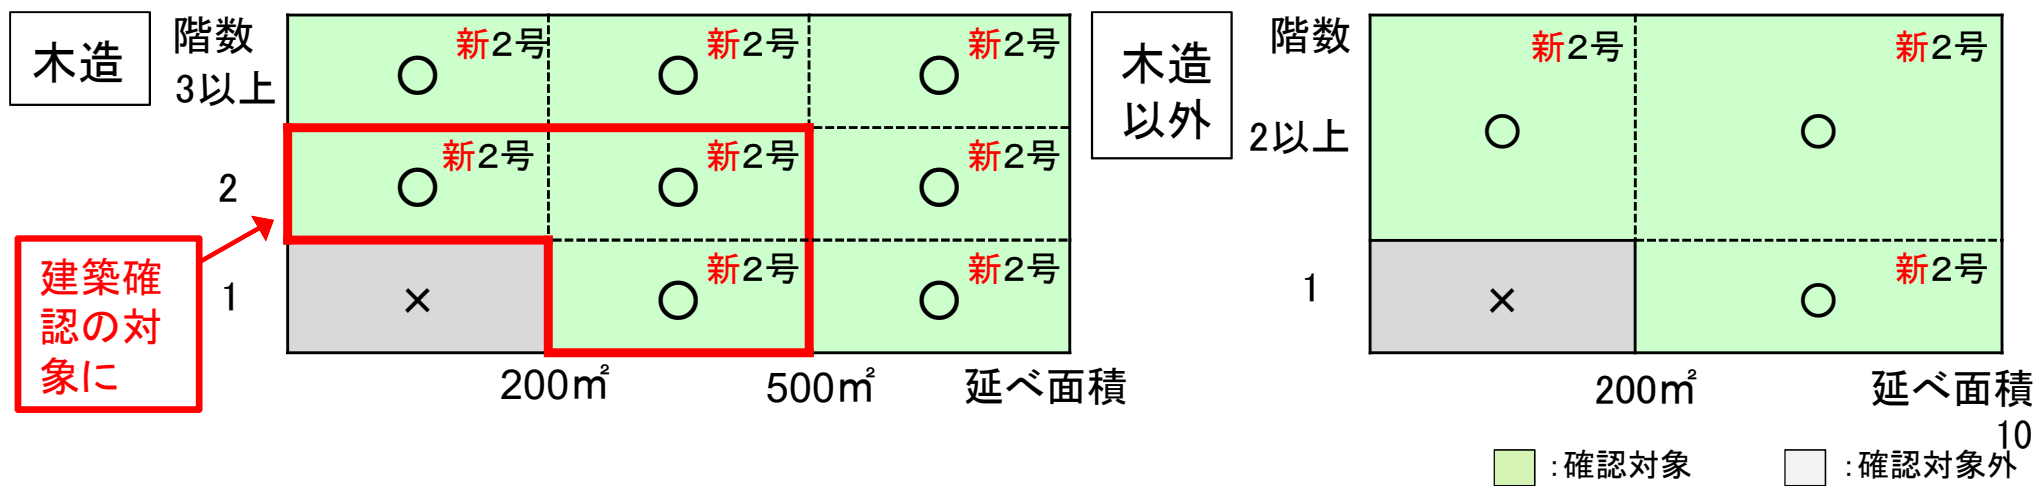 木造
階数
3以上
新2号
新2号
新2号
○
○
○
2
新2号
新2号
新2号
○
○
○
建築確
認の対
象に
1
新2号
新2号
×
○
○
200㎡
500㎡
延べ面積
木造
以外
階数
2以上
新2号
新2号
○
○
1
新2号
×
○
200㎡
延べ面積
10
:確認対象
:確認対象外